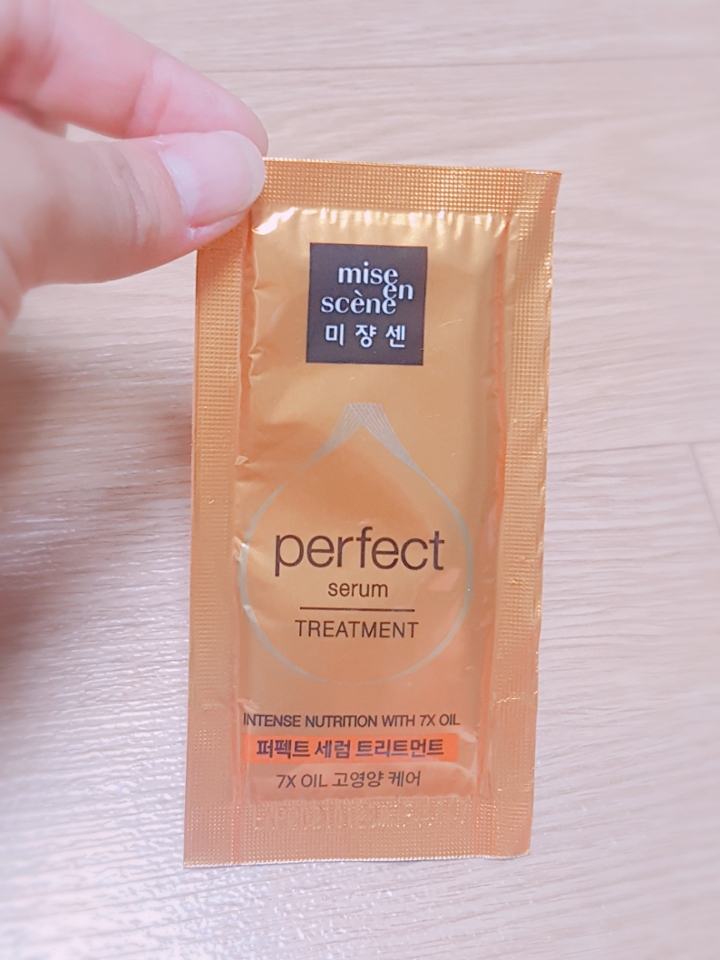 mise
en
scène
미쟝센
perfect
serum
TREATMENT
INTENSE NUTRITION WITH 7X OIL
퍼펙트 세럼 트리트먼트
7X OIL 고영양 케어